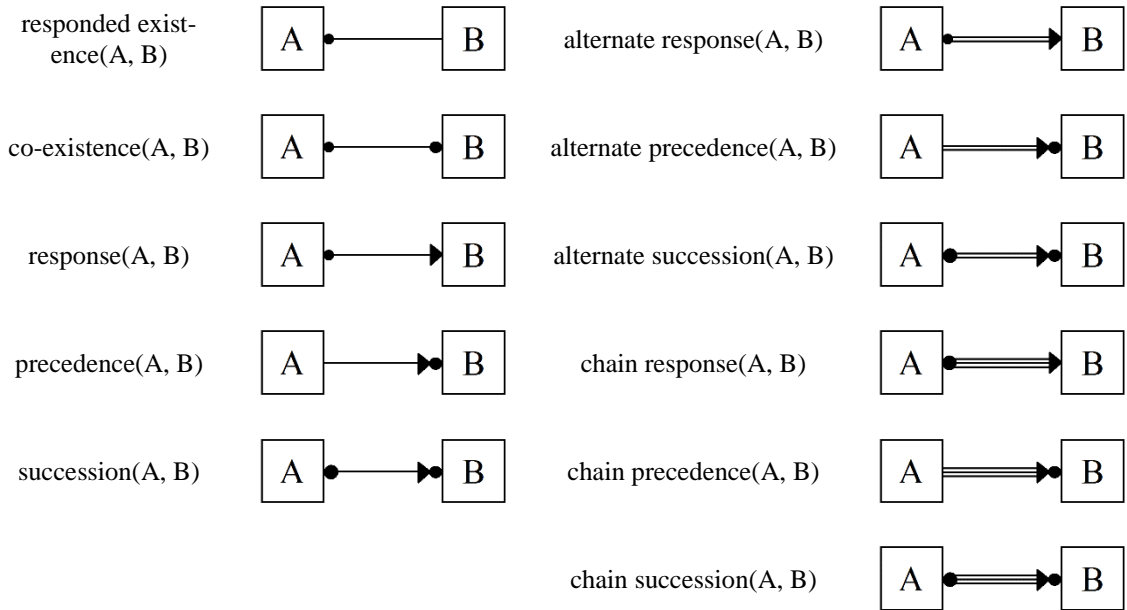 responded exist-
ence(A, B)
A B
co-existence(A, B)
A B
response(A, B)
A B
precedence(A, B)
A B
succession(A, B)
A B
alternate response(A, B)
A B
alternate precedence(A, B)
A B
alternate succession(A, B)
A B
chain response(A, B)
A B
chain precedence(A, B)
A B
chain succession(A, B)
A B